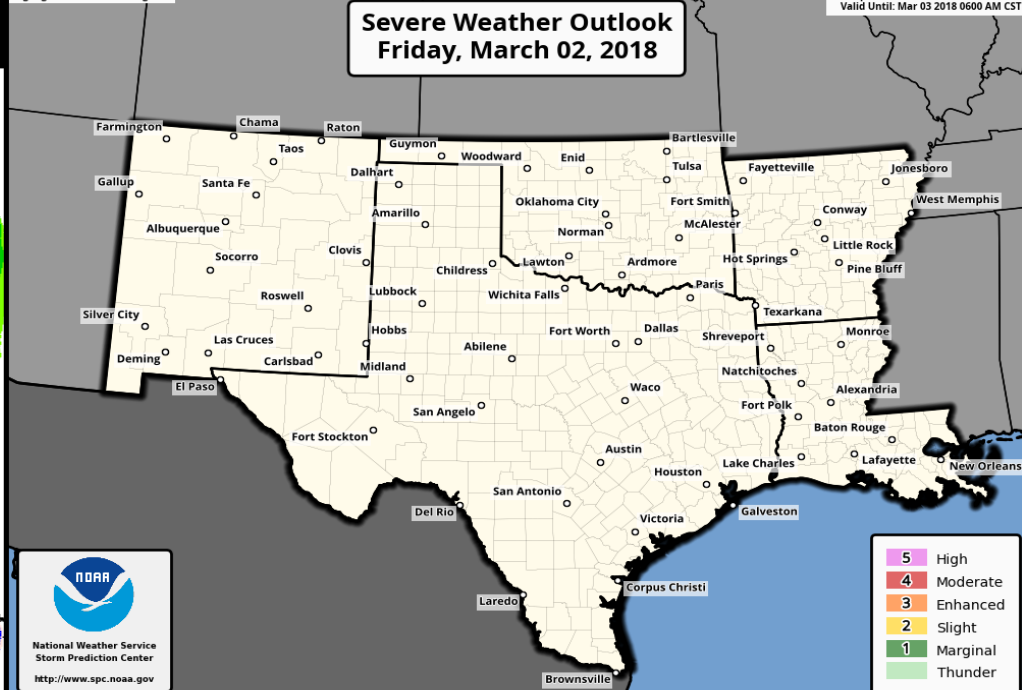 Valid Until: Mar 03 2018 0600 AM CST
Severe Weather Outlook
Friday, March 02, 2018
Farmington
Chama
Raton
Taos
Guymon
Woodward
Enid
Bartlesville
Tulsa
Fayetteville
Jonesboro
Gallup
Santa Fe
Dalhart
Oklahoma City
Fort Smith
West Memphis
Albuquerque
Amarillo
Norman
McAlester
Conway
Socorro
Clovis
Childress
Lawton
Ardmore
Hot Springs
Little Rock
Pine Bluff
Roswell
Lubbock
Wichita Falls
Paris
Texarkana
Silver City
Las Cruces
Hobbs
Abilene
Fort Worth
Dallas
Shreveport
Monroe
Deming
Carlsbad
Midland
Natchitoches
El Paso
Waco
Alexandria
San Angelo
Fort Polk
Fort Stockton
Baton Rouge
Austin
Houston
Lake Charles
Lafayette
New Orleans
San Antonio
Del Rio
Victoria
Galveston
Laredo
Corpus Christi
Brownsville
NOAA
National Weather Service
Storm Prediction Center
http://www.spc.noaa.gov
5 High
4 Moderate
3 Enhanced
2 Slight
1 Marginal
Thunder